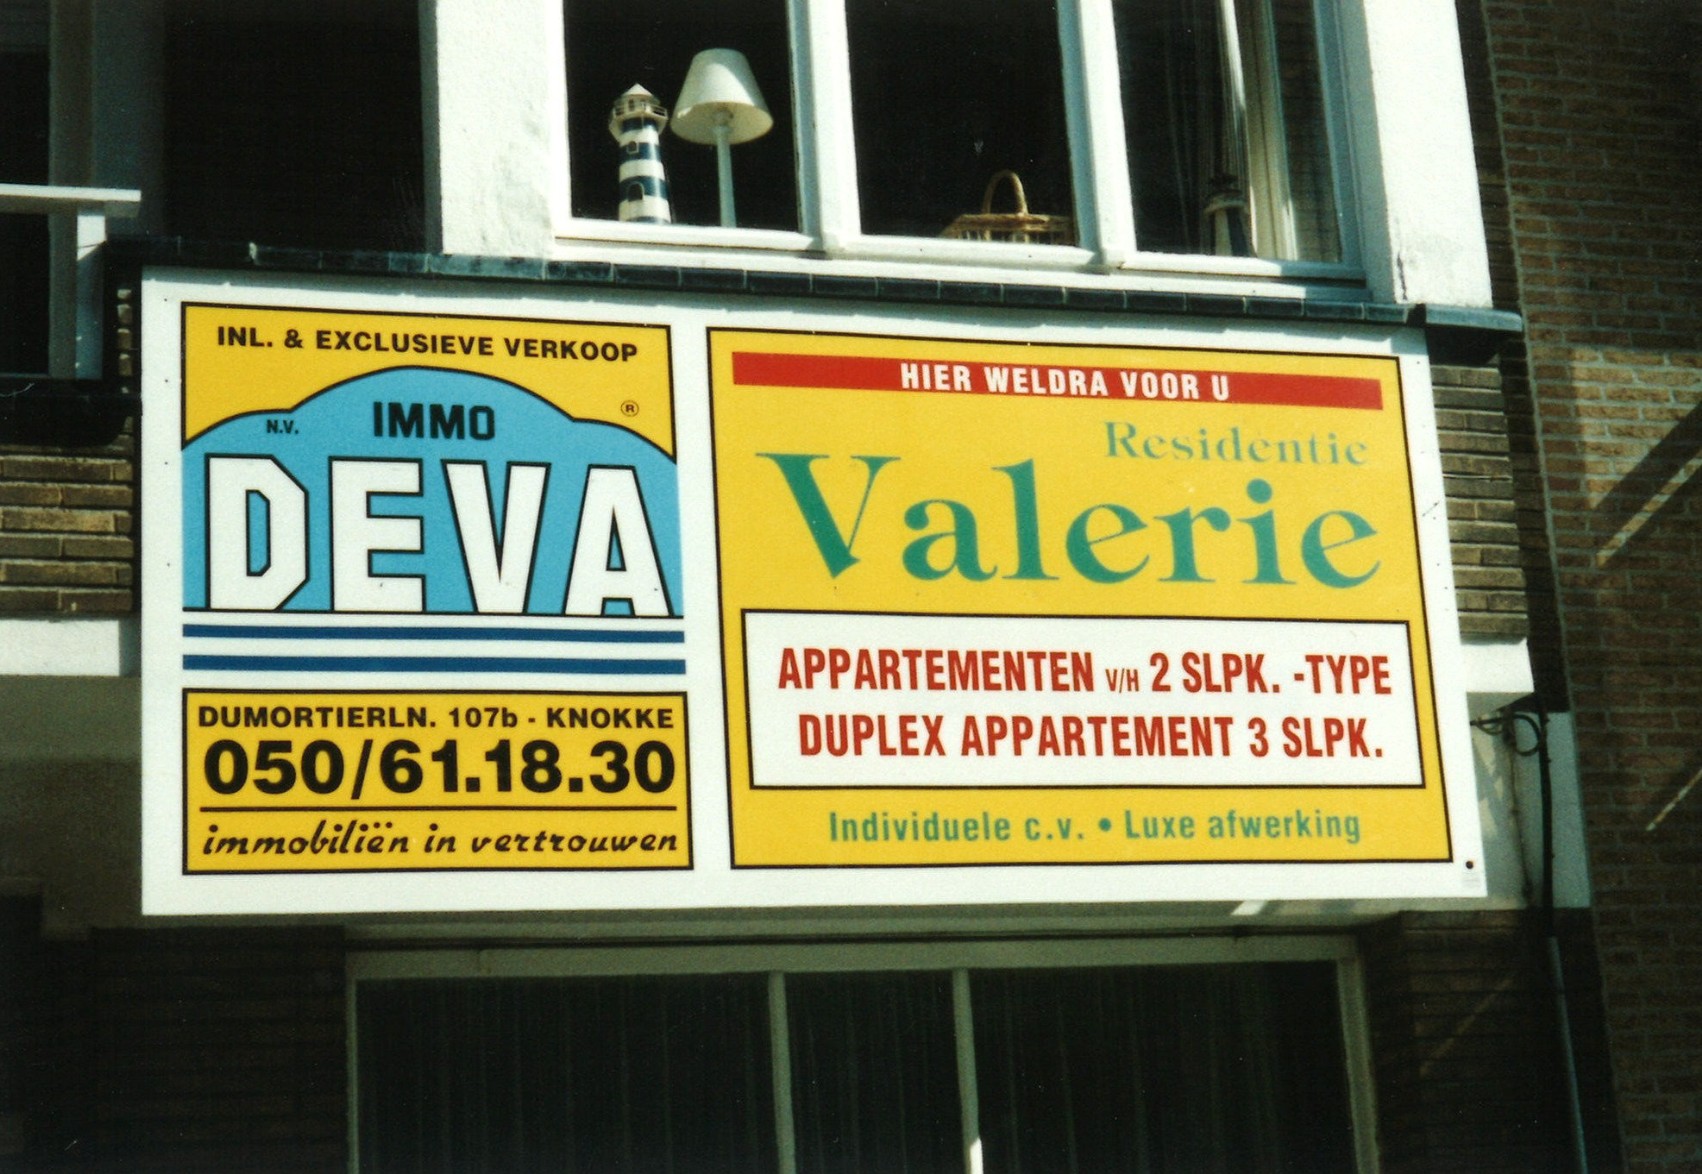 INL. & EXCLUSIEVE VERKOOP
N.V. IMMO ®
DEVA
DUMORTIERLN. 107b - KNOKKE
050/61.18.30
immobiliën in vertrouwen
HIER WELDRA VOOR U
Residentie
Valerie
APPARTEMENTEN V/H 2 SLPK. -TYPE
DUPLEX APPARTEMENT 3 SLPK.
Individuele c.v. • Luxe afwerking